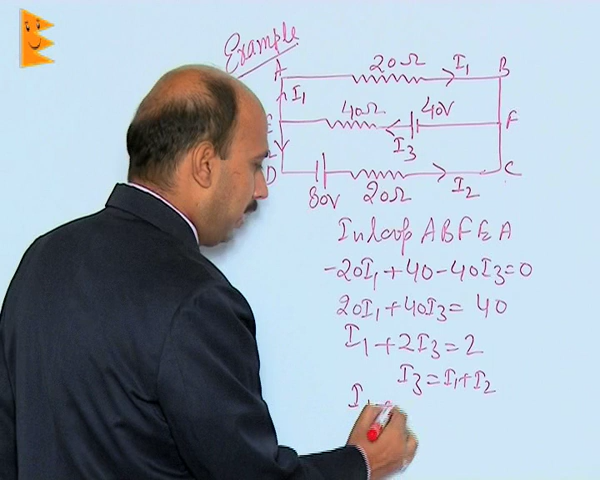 Example
A 20Ω I₁ B
I₁
40Ω 40V
E F
I₃
D C
80V 20Ω I₂
In loop ABFEA
-20I₁+40-40I₃=0
20I₁+40I₃= 40
I₁+2I₃=2
I₃=I₁+I₂
I₁